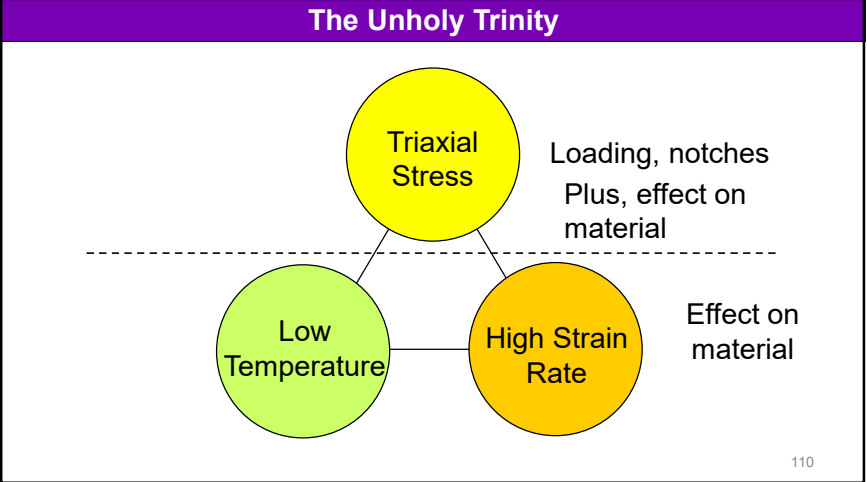 The Unholy Trinity
Triaxial
Stress
Loading, notches
Plus, effect on
material
Low
Temperature
High Strain
Rate
Effect on
material
110